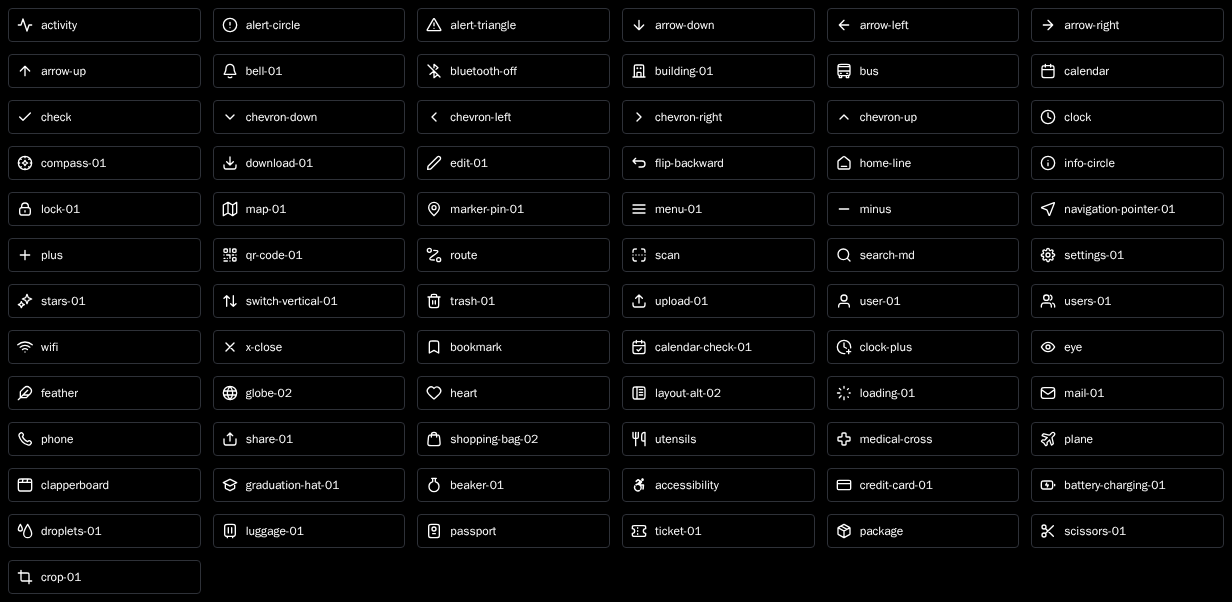 activity
alert-circle
alert-triangle
arrow-down
arrow-left
arrow-right
arrow-up
bell-01
bluetooth-off
building-01
bus
calendar
check
chevron-down
chevron-left
chevron-right
chevron-up
clock
compass-01
download-01
edit-01
flip-backward
home-line
info-circle
lock-01
map-01
marker-pin-01
menu-01
minus
navigation-pointer-01
plus
qr-code-01
route
scan
search-md
settings-01
stars-01
switch-vertical-01
trash-01
upload-01
user-01
users-01
wifi
x-close
bookmark
calendar-check-01
clock-plus
eye
feather
globe-02
heart
layout-alt-02
loading-01
mail-01
phone
share-01
shopping-bag-02
utensils
medical-cross
plane
clapperboard
graduation-hat-01
beaker-01
accessibility
credit-card-01
battery-charging-01
droplets-01
luggage-01
passport
ticket-01
package
scissors-01
crop-01